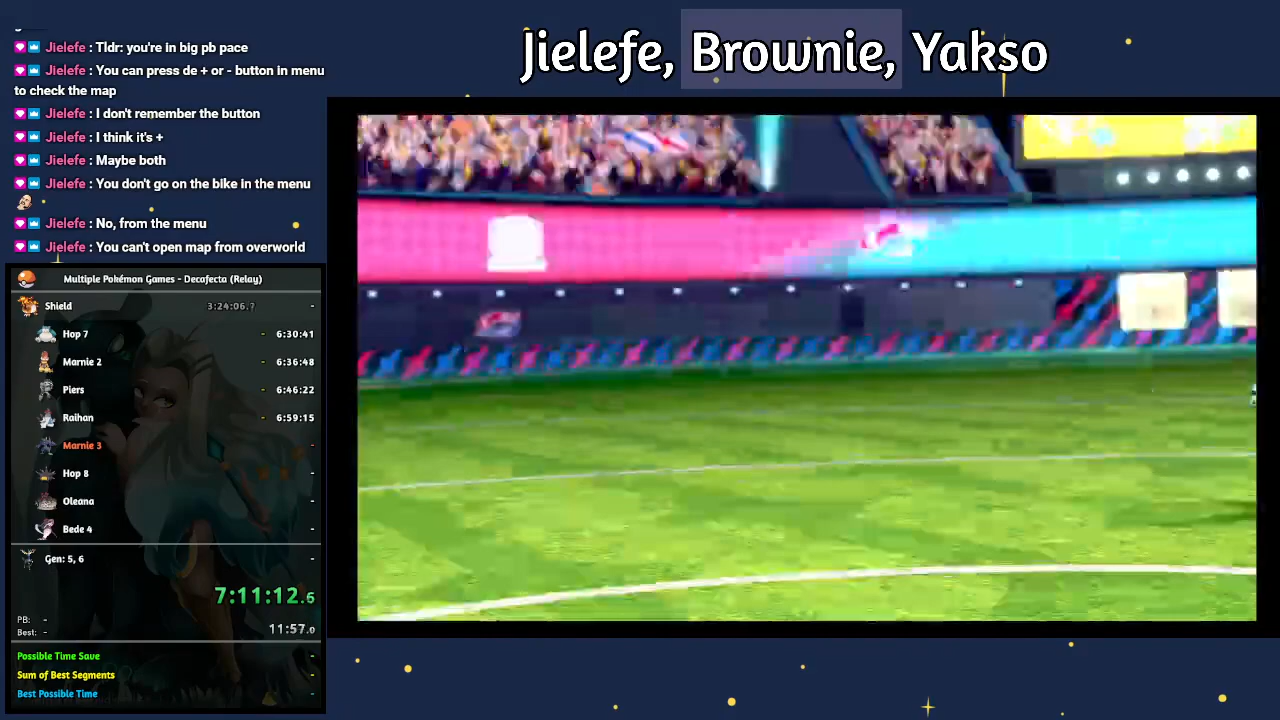 Jielefe, Brownie, Yakso
Jielefe : Tldr: you're in big pb pace
Jielefe : You can press de + or - button in menu
to check the map
Jielefe : I don't remember the button
Jielefe : I think it's +
Jielefe : Maybe both
Jielefe : You don't go on the bike in the menu
Jielefe : No, from the menu
Jielefe : You can't open map from overworld
Multiple Pokémon Games - Decafecta (Relay)
Shield 3:24:06.? -
Hop 7 - 6:30:41
Marnie 2 - 6:36:48
Piers - 6:46:22
Raihan - 6:59:15
Marnie 3 -
Hop 8 -
Oleana -
Bede 4 -
Gen: 5, 6 -
7:11:12.6
PB: -
Best: - 11:57.0
Possible Time Save -
Sum of Best Segments -
Best Possible Time -